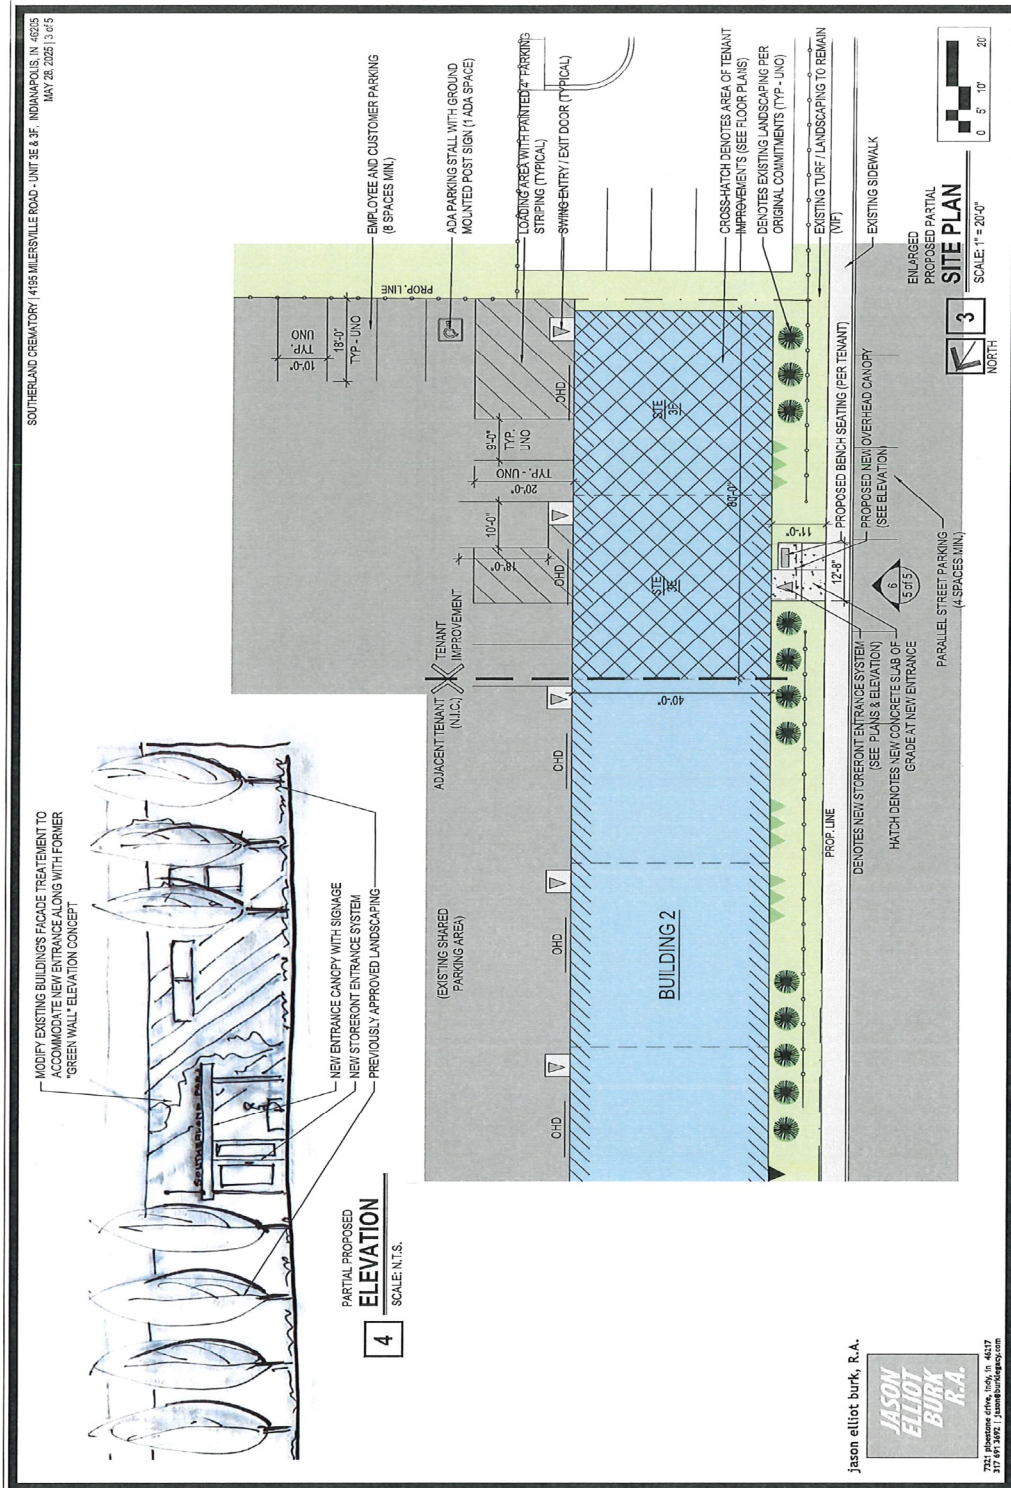 SOUTHERLAND CREMATORY | 4195 MILERSVILLE ROAD - UNIT 3E & 3F, INDIANAPOLIS, IN 46205
MAY 28, 2025 | 3 of 5
MODIFY EXISTING BUILDING'S FACADE TREATEMENT TO
ACCOMMODATE NEW ENTRANCE ALONG WITH FORMER
"GREEN WALL" ELEVATION CONCEPT
NEW ENTRANCE CANOPY WITH SIGNAGE
NEW STORERONT ENTRANCE SYSTEM
PREVIOUSLY APPROVED LANDSCAPING
4
PARTIAL PROPOSED
ELEVATION
SCALE: N.T.S.
EMPLOYEE AND CUSTOMER PARKING
(8 SPACES MIN.)
ADA PARKING STALL WITH GROUND
MOUNTED POST SIGN (1 ADA SPACE)
LOADING AREA WITH PAINTED 4" PARKING
STRIPING (TYPICAL)
SWING ENTRY / EXIT DOOR (TYPICAL)
CROSS-HATCH DENOTES AREA OF TENANT
IMPROVEMENTS (SEE FLOOR PLANS)
DENOTES EXISTING LANDSCAPING PER
ORIGINAL COMMITMENTS (TYP - UNO)
EXISTING TURF / LANDSCAPING TO REMAIN
(VIF)
EXISTING SIDEWALK
PROP. LINE
10'-0"
TYP.
UNO
18'-0"
TYP - UNO
9'-0"
TYP.
UNO
20'-0"
TYP - UNO
10'-0"
18'-0"
ADJACENT TENANT
(N.I.C.)
TENANT
IMPROVEMENT
(EXISTING SHARED
PARKING AREA)
OHD
OHD
OHD
OHD
OHD
BUILDING 2
STE
3E
STE
3F
40'-0"
80'-0"
11'-0"
12'-8"
PROP. LINE
6
5 of 5
PROPOSED BENCH SEATING (PER TENANT)
PROPOSED NEW OVERHEAD CANOPY
(SEE ELEVATION)
DENOTES NEW STORERONT ENTRANCE SYSTEM
(SEE PLANS & ELEVATION)
HATCH DENOTES NEW CONCRETE SLAB OF
GRADE AT NEW ENTRANCE
PARALLEL STREET PARKING
(4 SPACES MIN.)
NORTH
3
ENLARGED
PROPOSED PARTIAL
SITE PLAN
SCALE: 1" = 20'-0"
0 5' 10' 20'
jason elliot burk, R.A.
JASON
ELLIOT
BURK
R.A.
7321 pipestone drive, indy, in 46217
317 691 3692 | jason@burklegacy.com